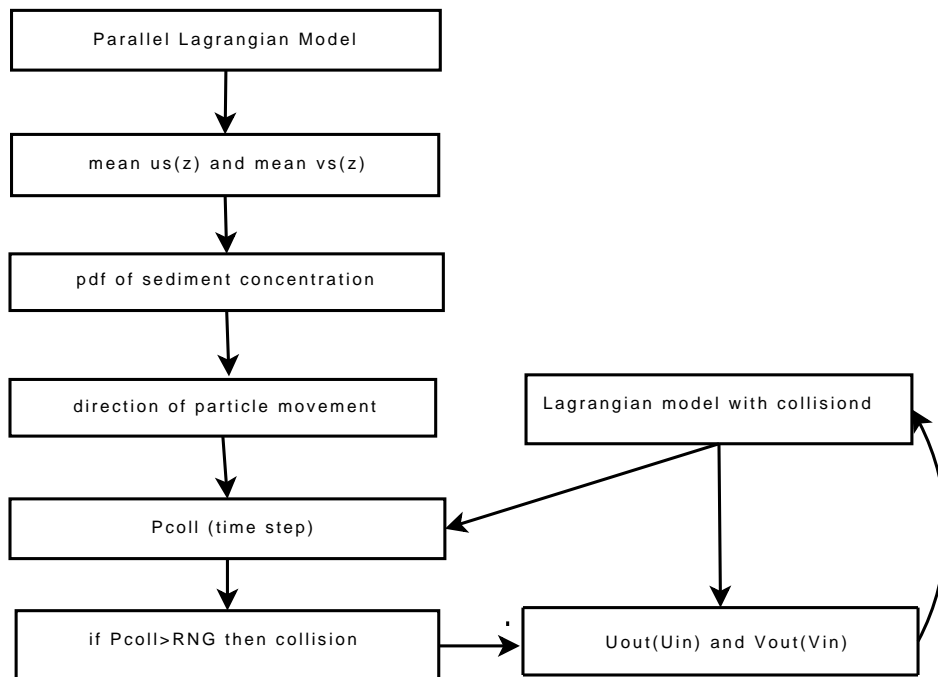 Parallel Lagrangian Model
mean us(z) and mean vs(z)
pdf of sediment concentration
direction of particle movement
Lagrangian model with collisiond
Pcoll (time step)
if Pcoll>RNG then collision
.
Uout(Uin) and Vout(Vin)